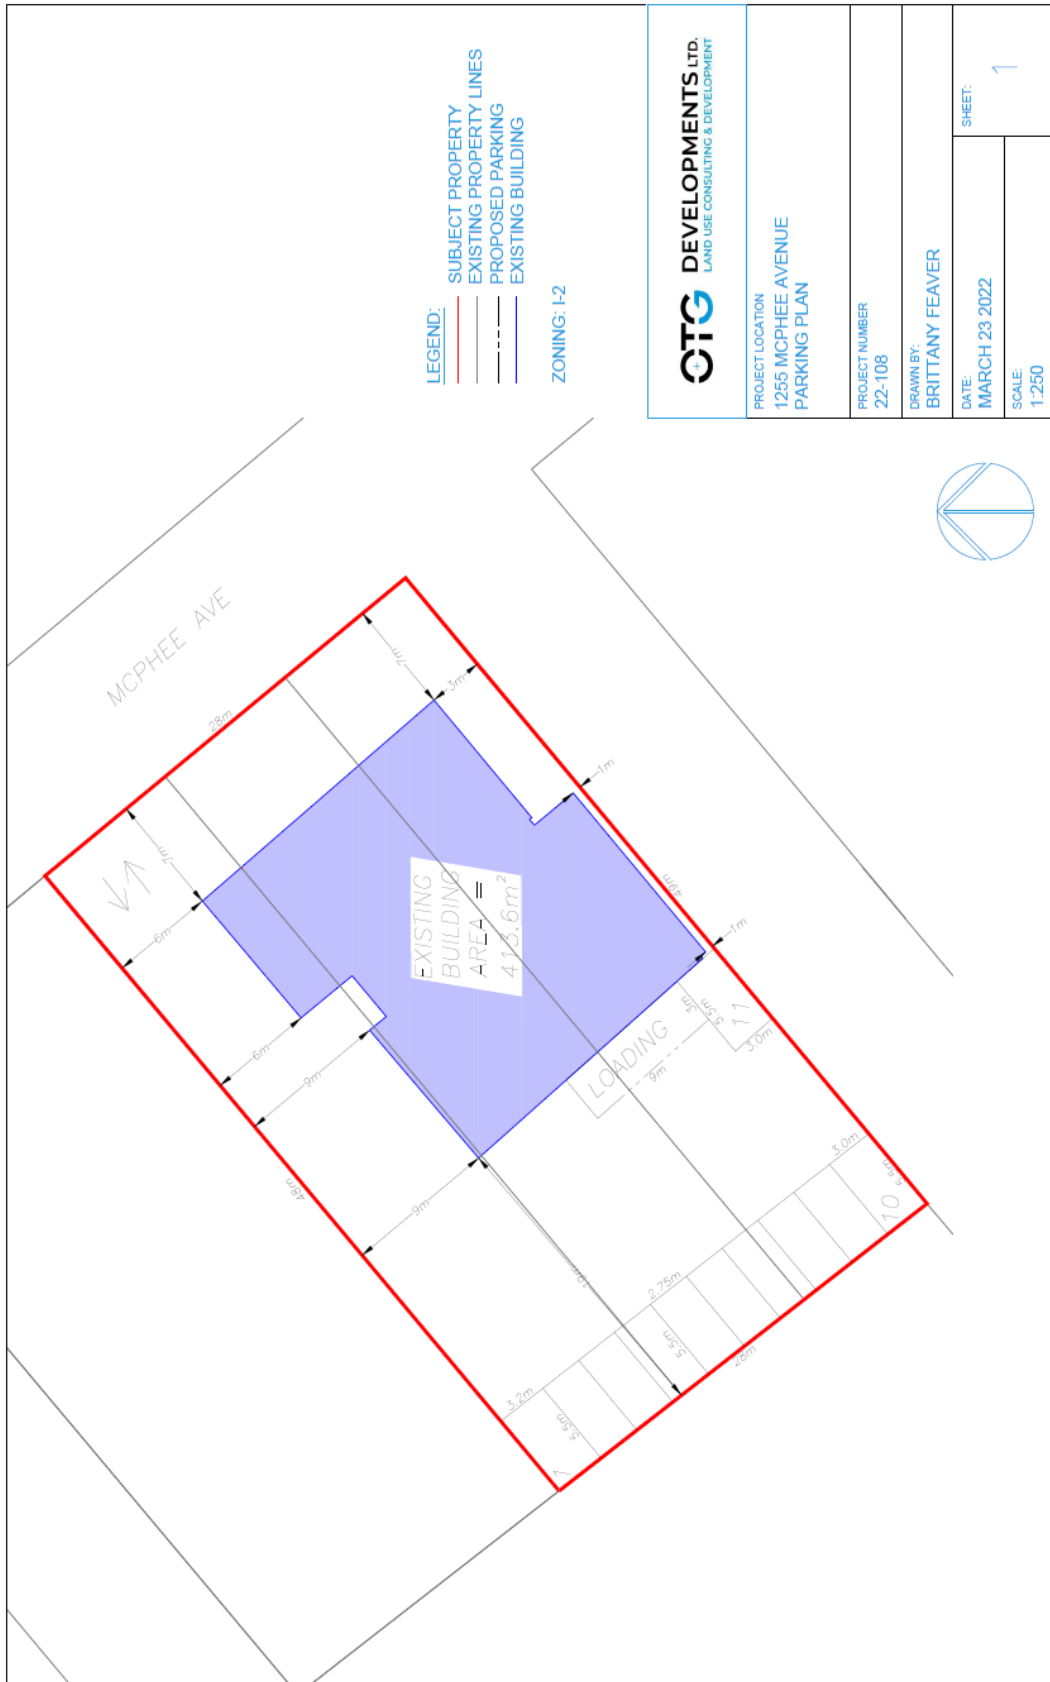 LEGEND:
SUBJECT PROPERTY
EXISTING PROPERTY LINES
PROPOSED PARKING
EXISTING BUILDING
ZONING: I-2
OTG DEVELOPMENTS LTD.
LAND USE CONSULTING & DEVELOPMENT
PROJECT LOCATION
1255 MCPHEE AVENUE
PARKING PLAN
PROJECT NUMBER
22-108
DRAWN BY:
BRITTANY FEAVER
DATE:
MARCH 23 2022
SCALE:
1:250
SHEET:
1
MCPHEE AVE
28m
7m
7m
3m
6m
6m
9m
9m
1m
1m
49m
48m
EXISTING
BUILDING
AREA =
413.6m²
LOADING
3m
9m
5.5m
11
3.0m
19m
3.0m
5.5m
10
2.75m
5.5m
28m
3.2m
5.5m
1